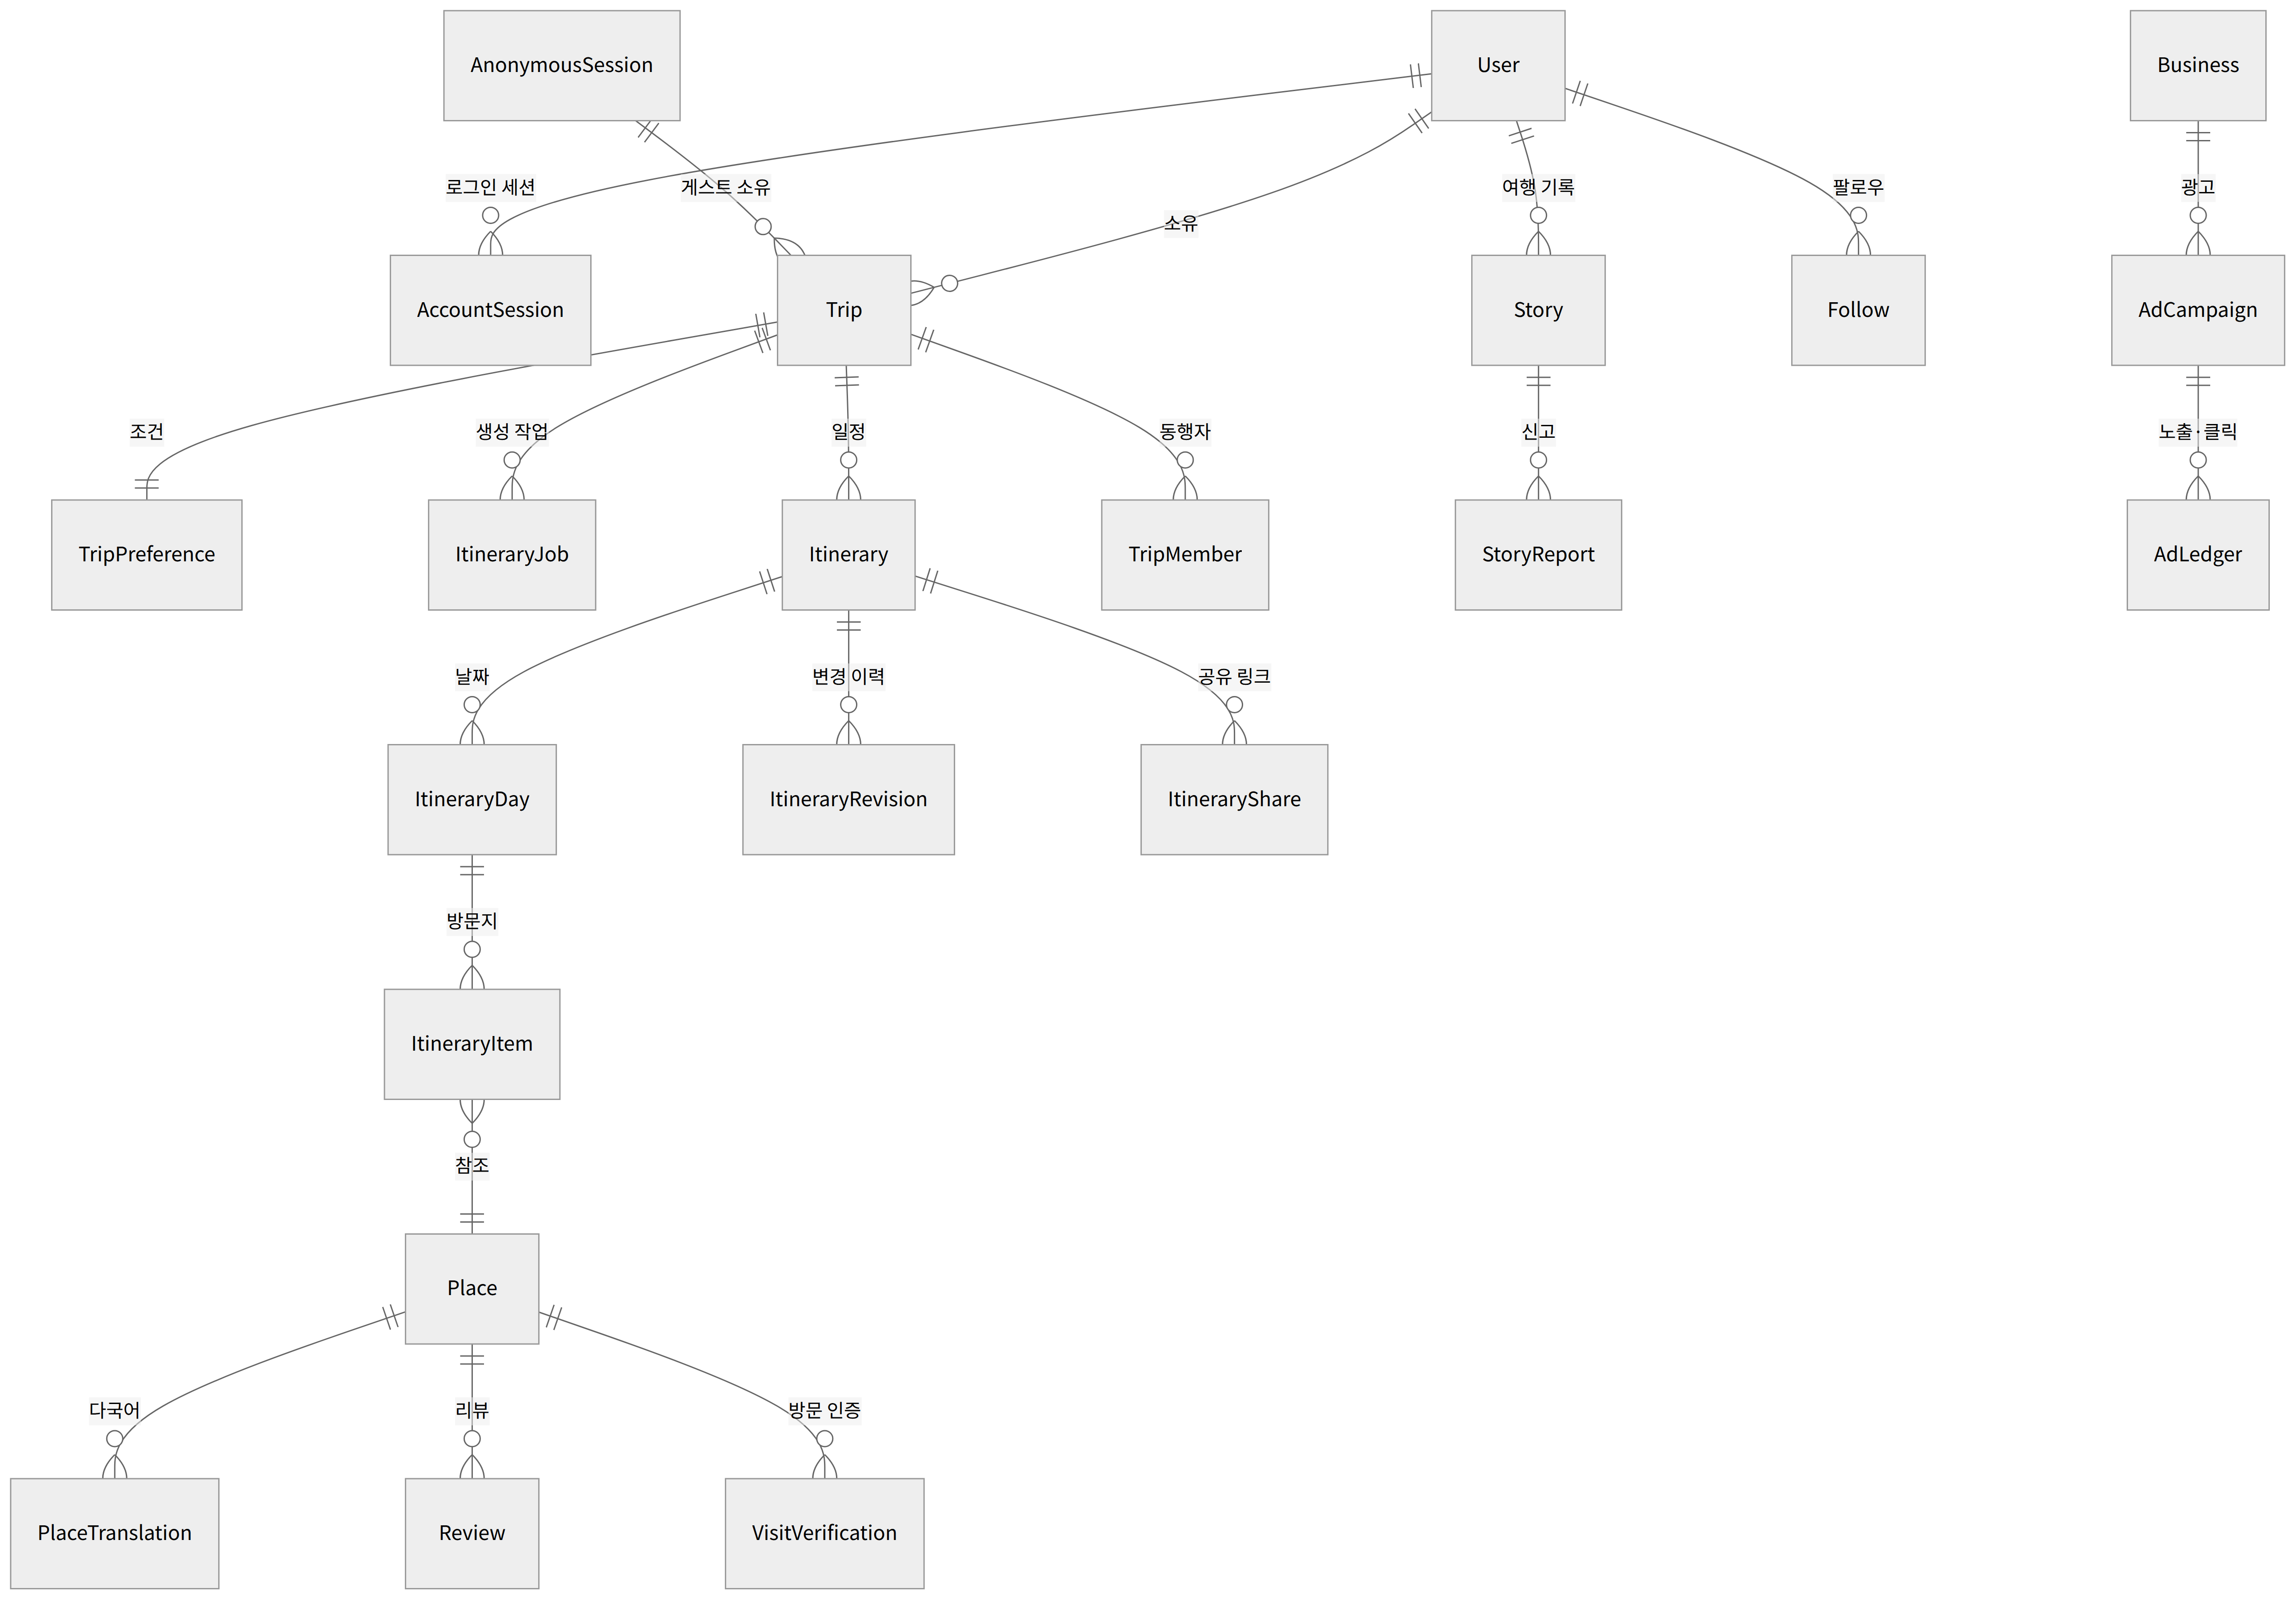 AnonymousSession
User
Business
로그인 세션
게스트 소유
소유
여행 기록
팔로우
광고
AccountSession
Trip
Story
Follow
AdCampaign
조건
생성 작업
일정
동행자
신고
노출·클릭
TripPreference
ItineraryJob
Itinerary
TripMember
StoryReport
AdLedger
날짜
변경 이력
공유 링크
ItineraryDay
ItineraryRevision
ItineraryShare
방문지
ItineraryItem
참조
Place
다국어
리뷰
방문 인증
PlaceTranslation
Review
VisitVerification